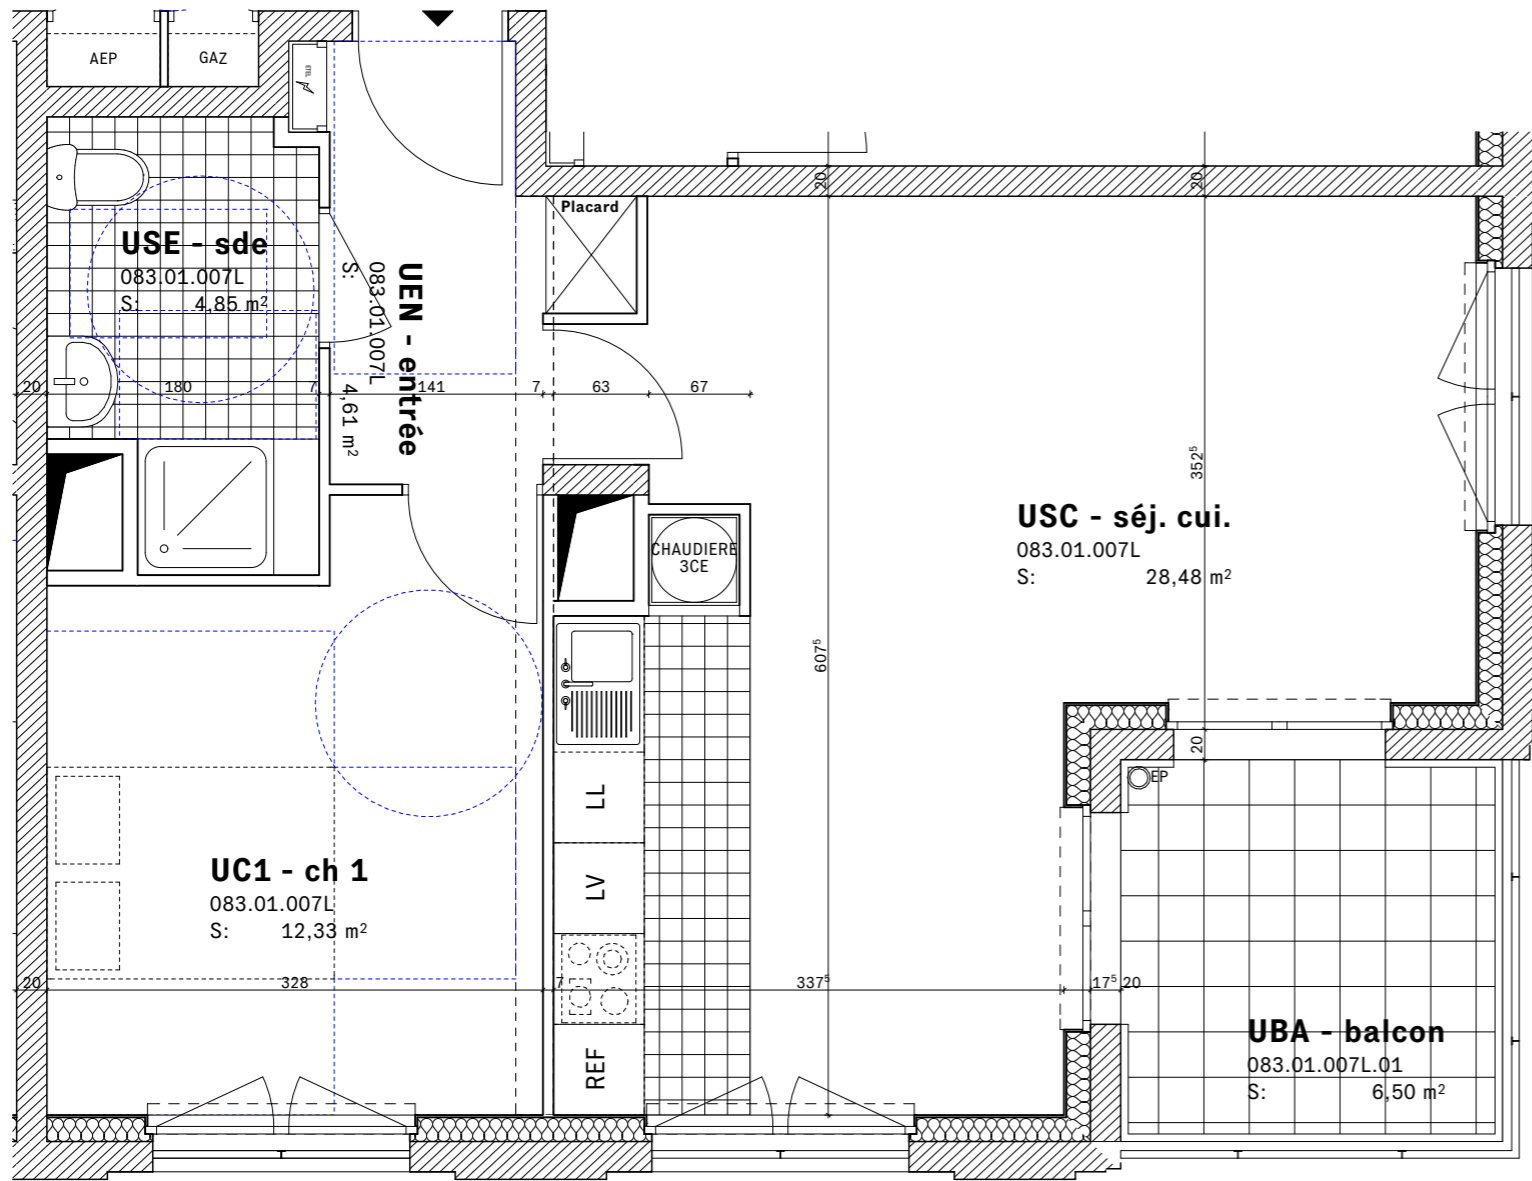 AEP
GAZ
ETEL
20
20
Placard
USE - sde
083.01.007L
S: 4,85 m²
UEN - entrée
083.01.007L
S: 4,61 m²
20
180
7
141
7
63
67
352⁵
USC - séj. cui.
083.01.007L
S: 28,48 m²
CHAUDIERE
3CE
607⁵
20
EP
LL
LV
REF
UC1 - ch 1
083.01.007L
S: 12,33 m²
20
328
7
337⁵
17⁵
20
UBA - balcon
083.01.007L.01
S: 6,50 m²